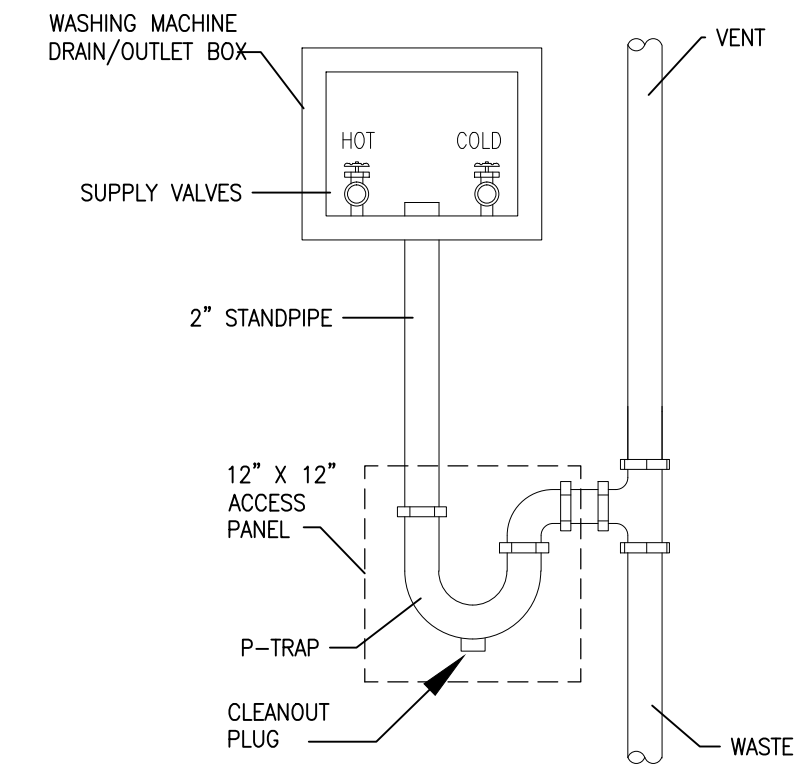 WASHING MACHINE
DRAIN/OUTLET BOX
VENT
HOT
COLD
SUPPLY VALVES
2" STANDPIPE
12" X 12"
ACCESS
PANEL
P-TRAP
CLEANOUT
PLUG
WASTE